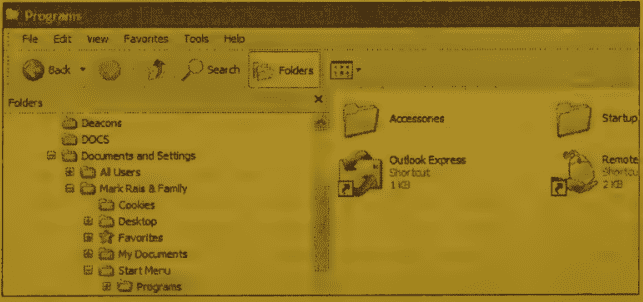 Programs
File Edit View Favorites Tools Help
Back Search Folders
Folders
Deacons
DOCS
Documents and Settings
All Users
Mark Rais & Family
Cookies
Desktop
Favorites
My Documents
Start Menu
Programs
Accessories Startup
Outlook Express
Shortcut
1 KB
Remote
Shortcu
2 KB